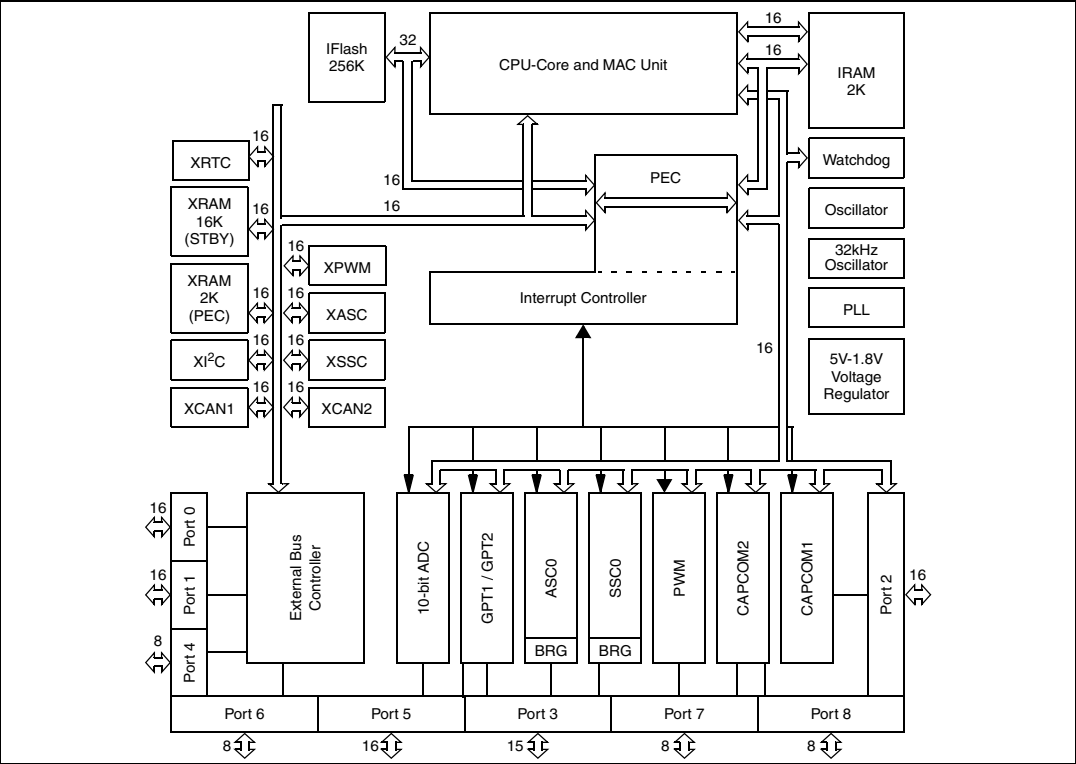 IFlash
256K
32
CPU-Core and MAC Unit
16
16
IRAM
2K
16
XRTC
16
XRAM
16K
(STBY)
16
16
PEC
Watchdog
Oscillator
32kHz
Oscillator
16
XPWM
XRAM
2K
(PEC)
16
16
XASC
Interrupt Controller
PLL
XI²C
16
16
XSSC
16
5V-1.8V
Voltage
Regulator
XCAN1
16
16
XCAN2
16
Port 0
16
Port 1
8
Port 4
External Bus
Controller
10-bit ADC
GPT1 / GPT2
ASC0
BRG
SSC0
BRG
PWM
CAPCOM2
CAPCOM1
Port 2
16
Port 6
Port 5
Port 3
Port 7
Port 8
8
16
15
8
8